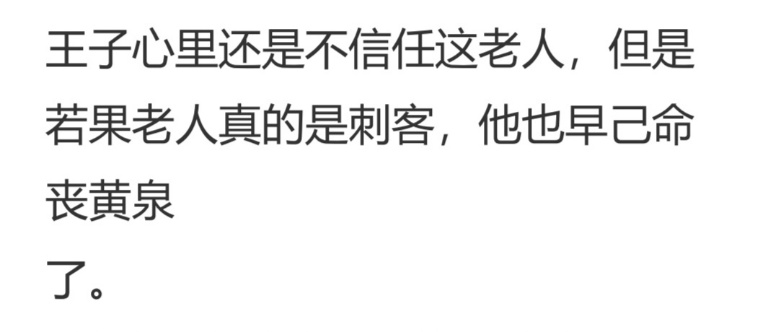 王子心里还是不信任这老人，但是
若果老人真的是刺客，他也早己命
丧黄泉
了。